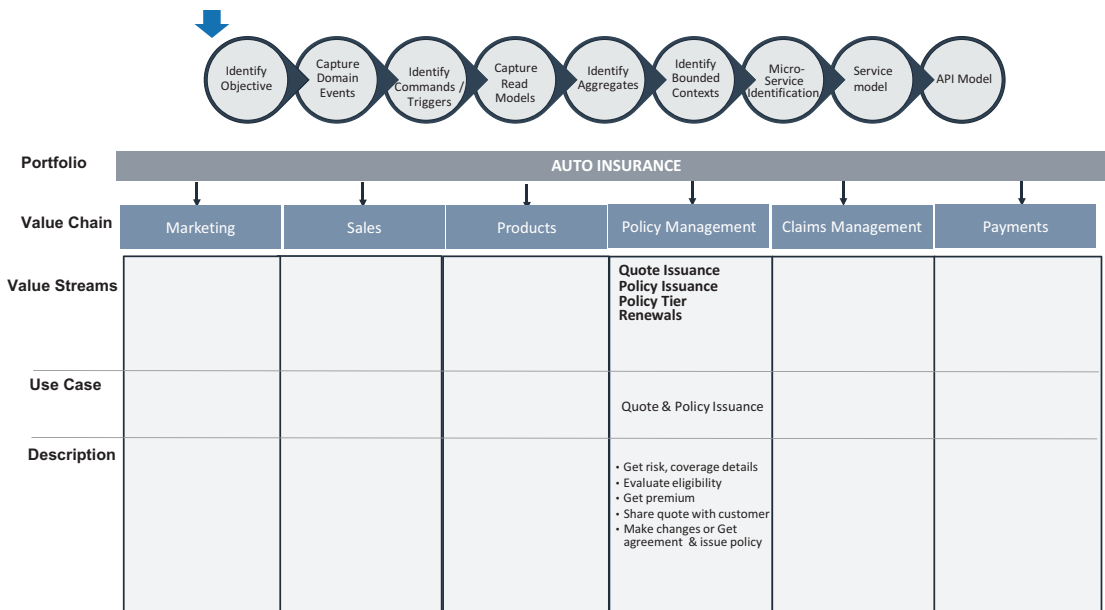 Identify
Objective
Capture
Domain
Events
Identify
Commands /
Triggers
Capture
Read
Models
Identify
Aggregates
Identify
Bounded
Contexts
Micro-
Service
Identification
Service
model
API Model
Portfolio
AUTO INSURANCE
Value Chain
Marketing
Sales
Products
Policy Management
Claims Management
Payments
Value Streams
Quote Issuance
Policy Issuance
Policy Tier
Renewals
Use Case
Quote & Policy Issuance
Description
• Get risk, coverage details
• Evaluate eligibility
• Get premium
• Share quote with customer
• Make changes or Get
agreement & issue policy